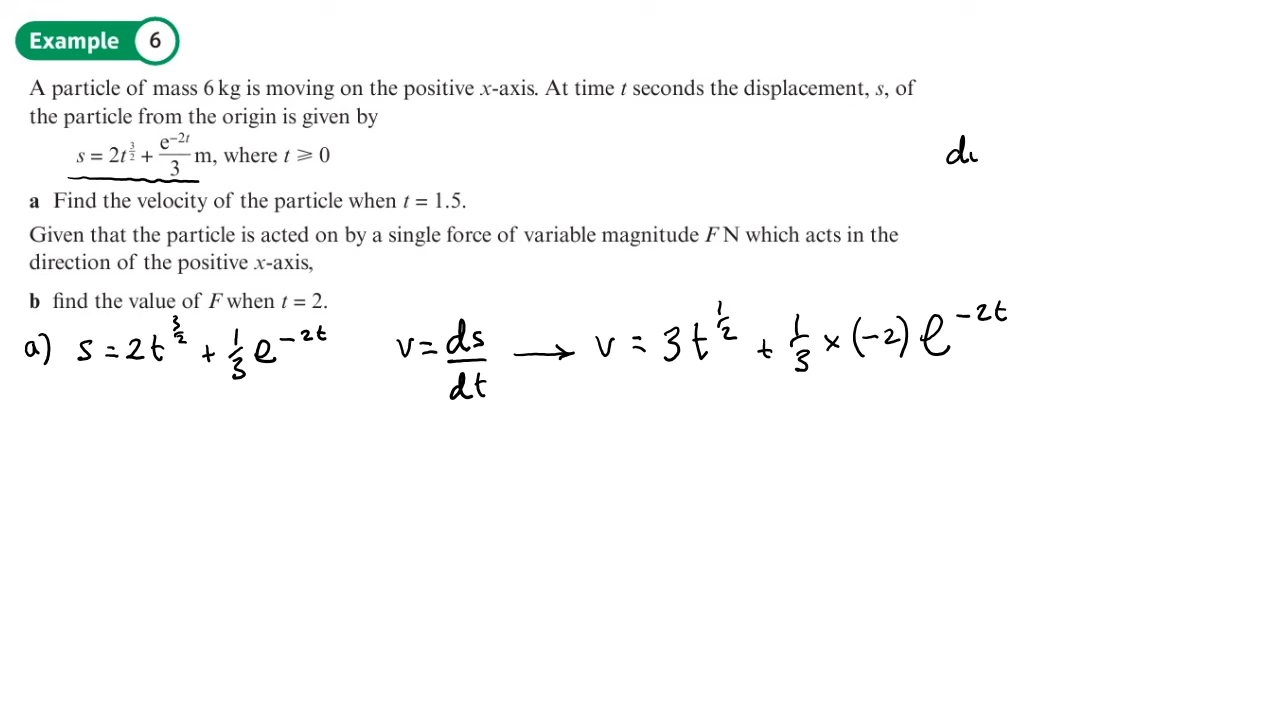 Example 6
A particle of mass 6 kg is moving on the positive x-axis. At time t seconds the displacement, s, of
the particle from the origin is given by
s = 2t^(3/2) + e^(−2t)/3 m, where t ⩾ 0
a Find the velocity of the particle when t = 1.5.
Given that the particle is acted on by a single force of variable magnitude F N which acts in the
direction of the positive x-axis,
b find the value of F when t = 2.
a) s = 2t^(3/2) + 1/3 e^(−2t) v = ds/dt → v = 3t^(1/2) + 1/3 × (−2) e^(−2t)